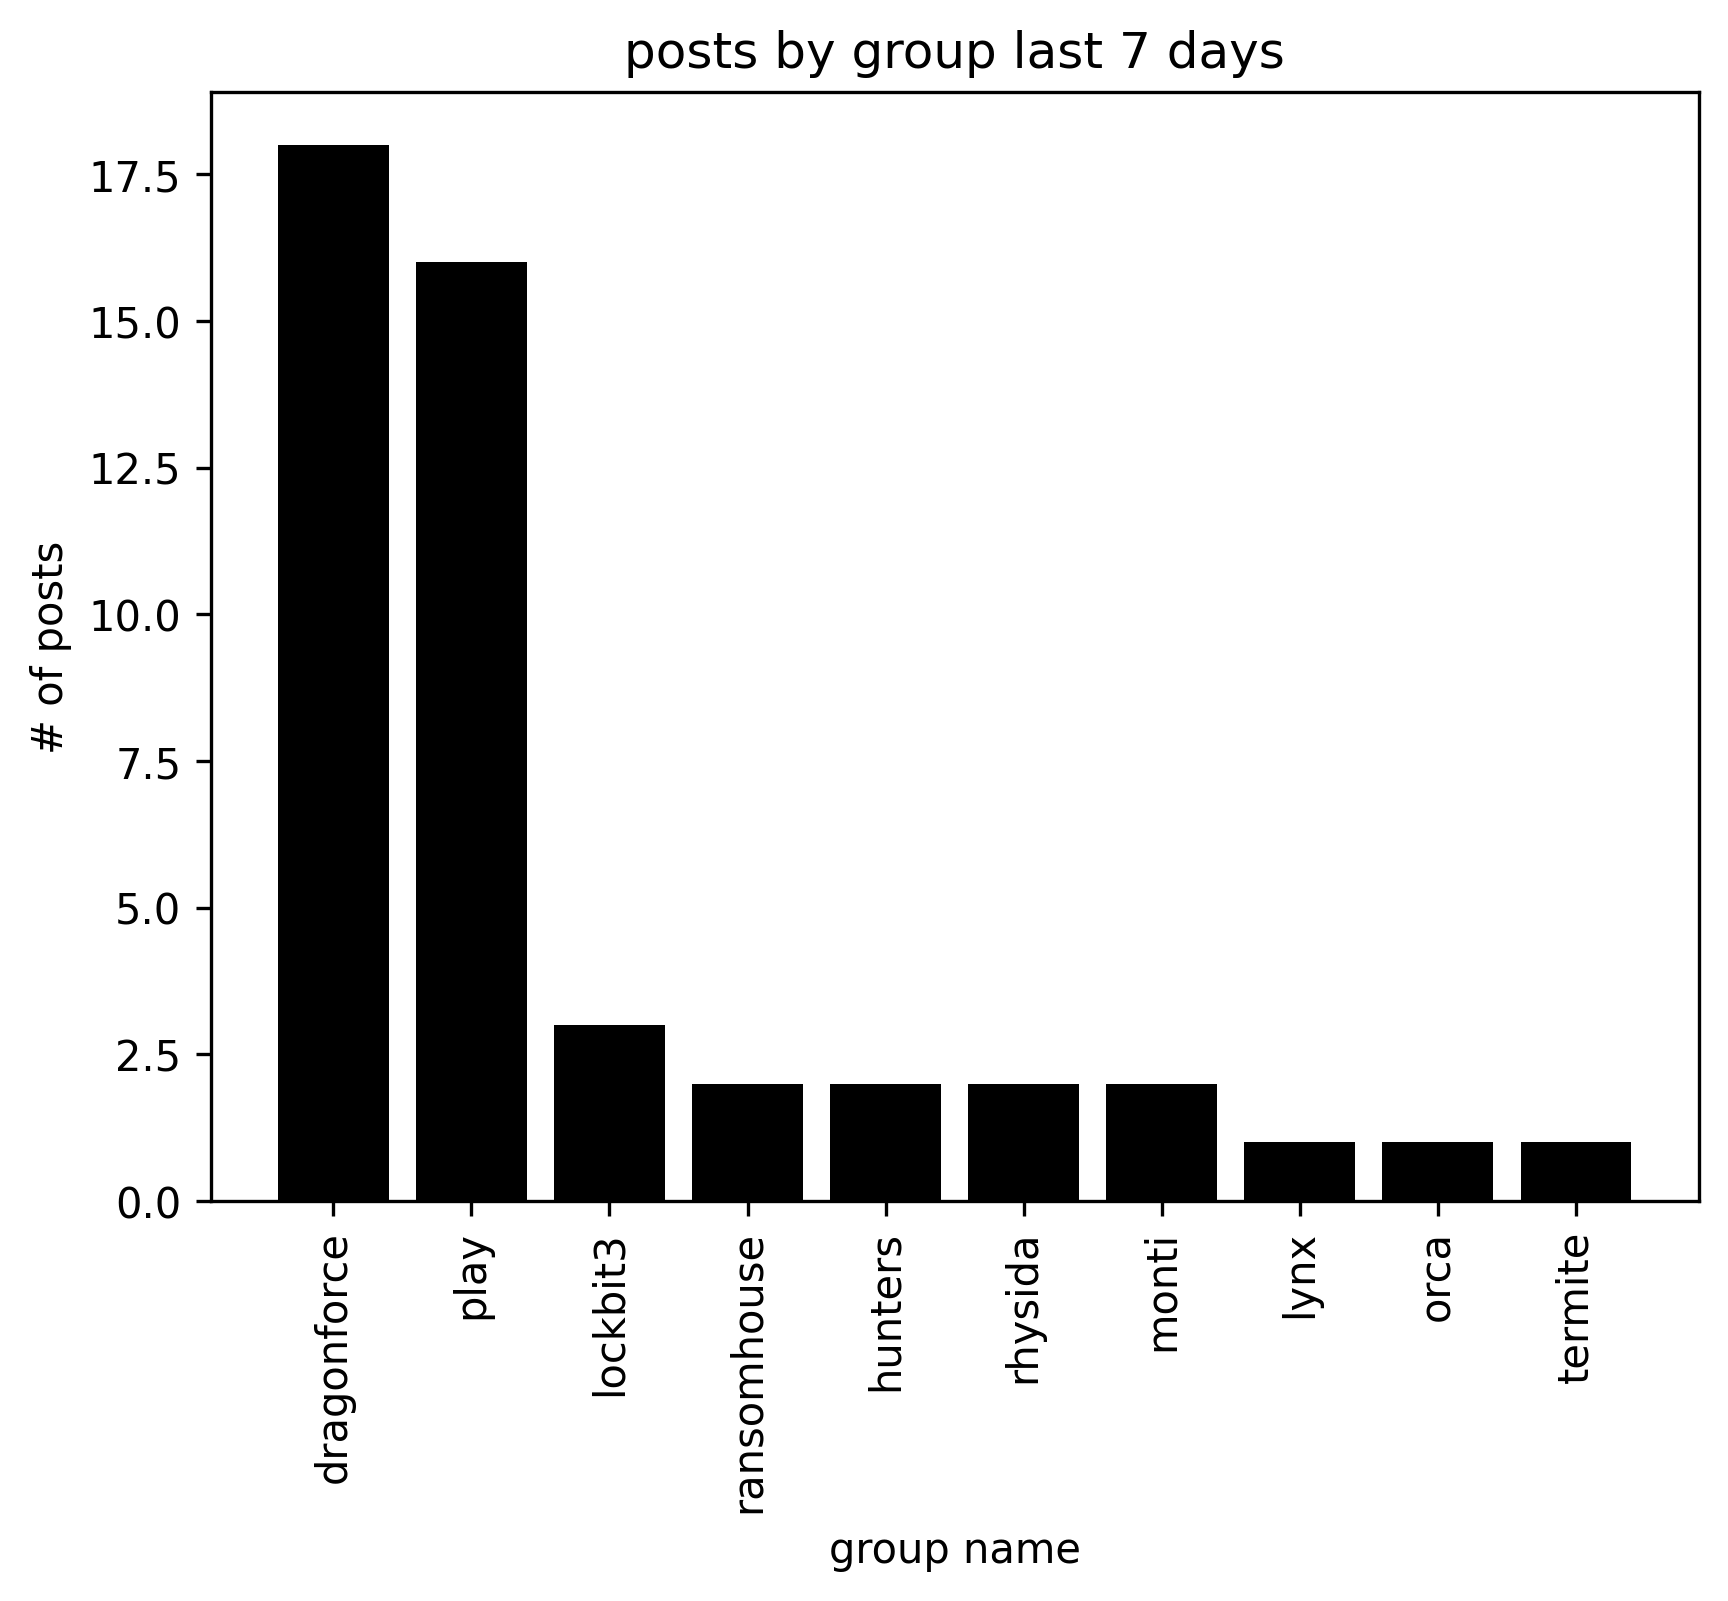 posts by group last 7 days
# of posts
17.5
15.0
12.5
10.0
7.5
5.0
2.5
0.0
dragonforce
play
lockbit3
ransomhouse
hunters
rhysida
monti
lynx
orca
termite
group name